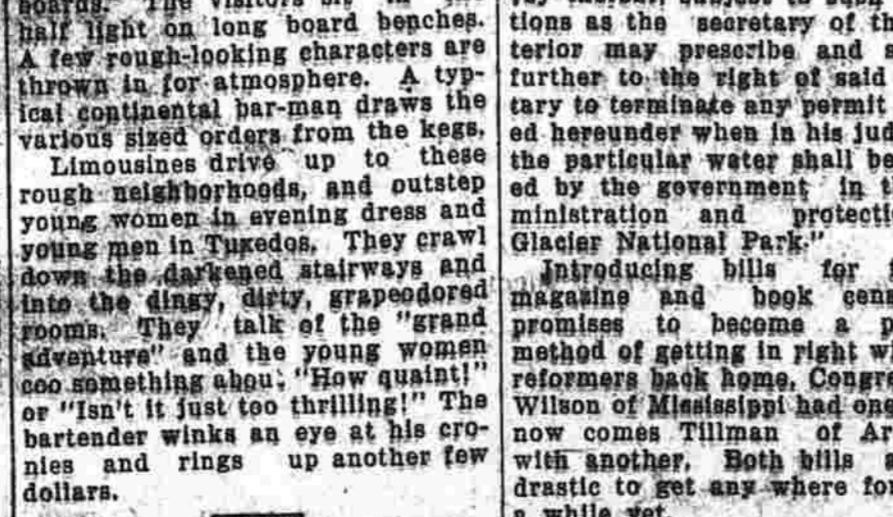 boards. The visitors sit in the
half light on long board benches.
A few rough-looking characters are
thrown in for atmosphere. A typ-
ical continental bar-man draws the
various sized orders from the kegs.
Limousines drive up to these
rough neighborhoods, and outstep
young women in evening dress and
young men in Tuxedos. They crawl
down the darkened stairways and
into the dingy, dirty, grapeodored
rooms. They talk of the "grand
adventure" and the young women
coo something abou: "How quaint!"
or "Isn't it just too thrilling!" The
bartender winks an eye at his cro-
nies and rings up another few
dollars.
tions as the secretary of th
terior may prescribe and
further to the right of said
tary to terminate any permit
ed hereunder when in his jud
the particular water shall be
ed by the government in t
ministration and protecti
Glacier National Park."
Introducing bills for
magazine and book cen
promises to become a p
method of getting in right w
reformers back home. Congr
Wilson of Mississippi had on
now comes Tillman of Ar
with another. Both bills a
drastic to get any where for
a while yet.